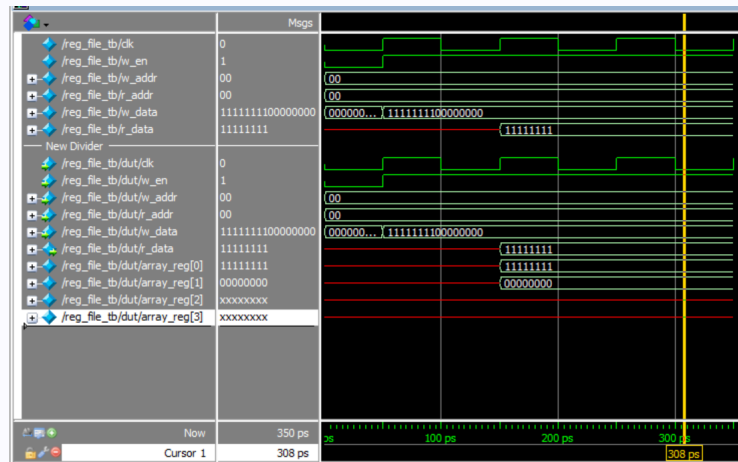 Msgs
/reg_file_tb/clk 0
/reg_file_tb/w_en 1
/reg_file_tb/w_addr 00 00
/reg_file_tb/r_addr 00 00
/reg_file_tb/w_data 1111111100000000 000000... 1111111100000000
/reg_file_tb/r_data 11111111 11111111
New Divider
/reg_file_tb/dut/clk 0
/reg_file_tb/dut/w_en 1
/reg_file_tb/dut/w_addr 00 00
/reg_file_tb/dut/r_addr 00 00
/reg_file_tb/dut/w_data 1111111100000000 000000... 1111111100000000
/reg_file_tb/dut/r_data 11111111 11111111
/reg_file_tb/dut/array_reg[0] 11111111 11111111
/reg_file_tb/dut/array_reg[1] 00000000 00000000
/reg_file_tb/dut/array_reg[2] xxxxxxxx
/reg_file_tb/dut/array_reg[3] xxxxxxxx
Now 350 ps ps 100 ps 200 ps 300 ps
Cursor 1 308 ps 308 ps